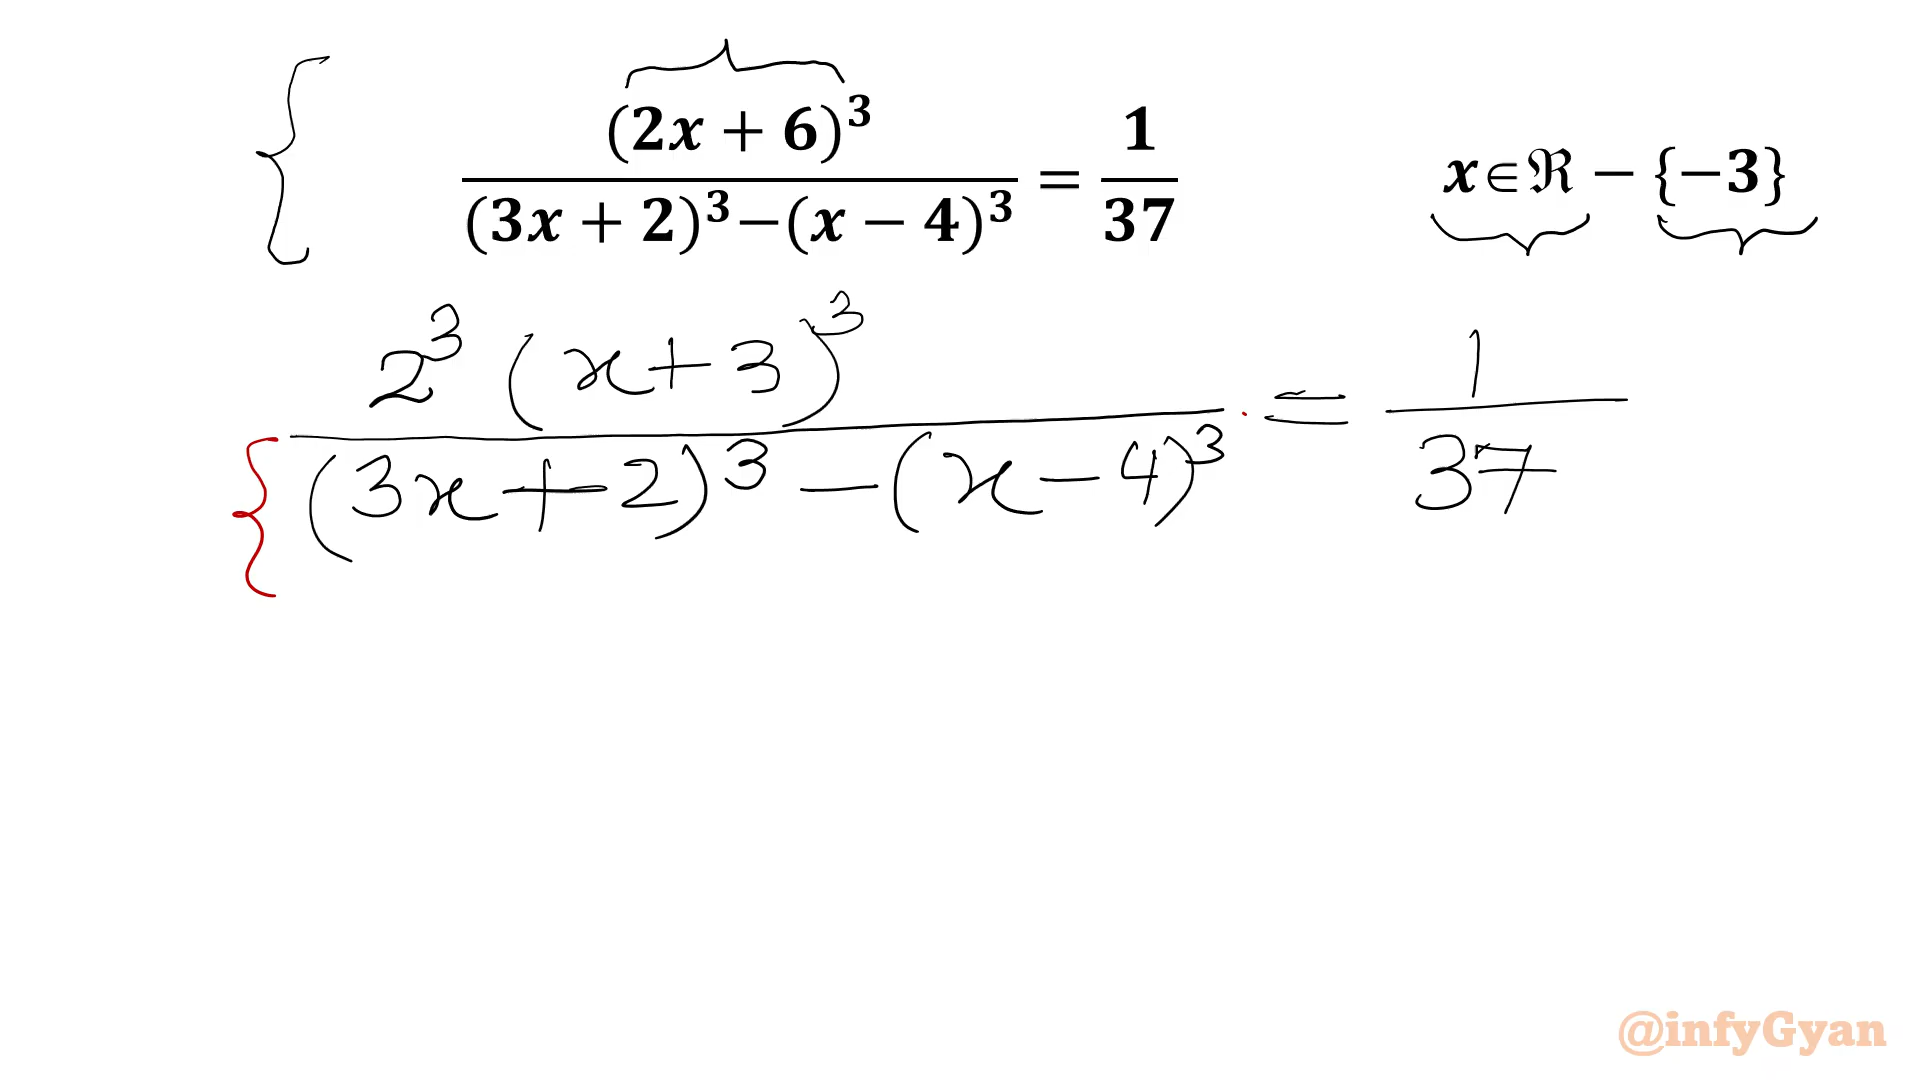 (2x + 6)³ / (3x + 2)³−(x − 4)³ = 1/37    x∈ℜ − {−3}
2³ (x+3)³ / (3x+2)³ − (x−4)³ = 1/37
@infyGyan